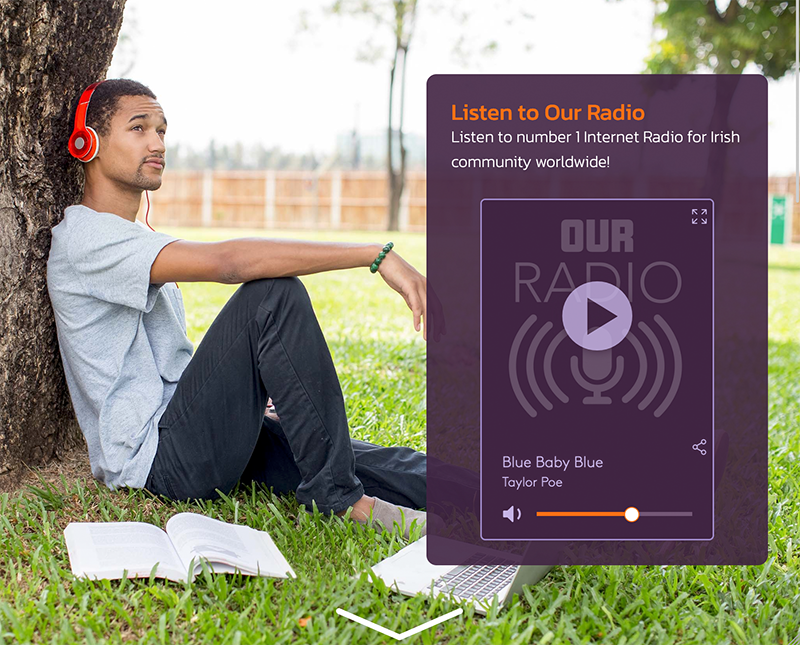 Listen to Our Radio
Listen to number 1 Internet Radio for Irish
community worldwide!
OUR
RADIO
Blue Baby Blue
Taylor Poe